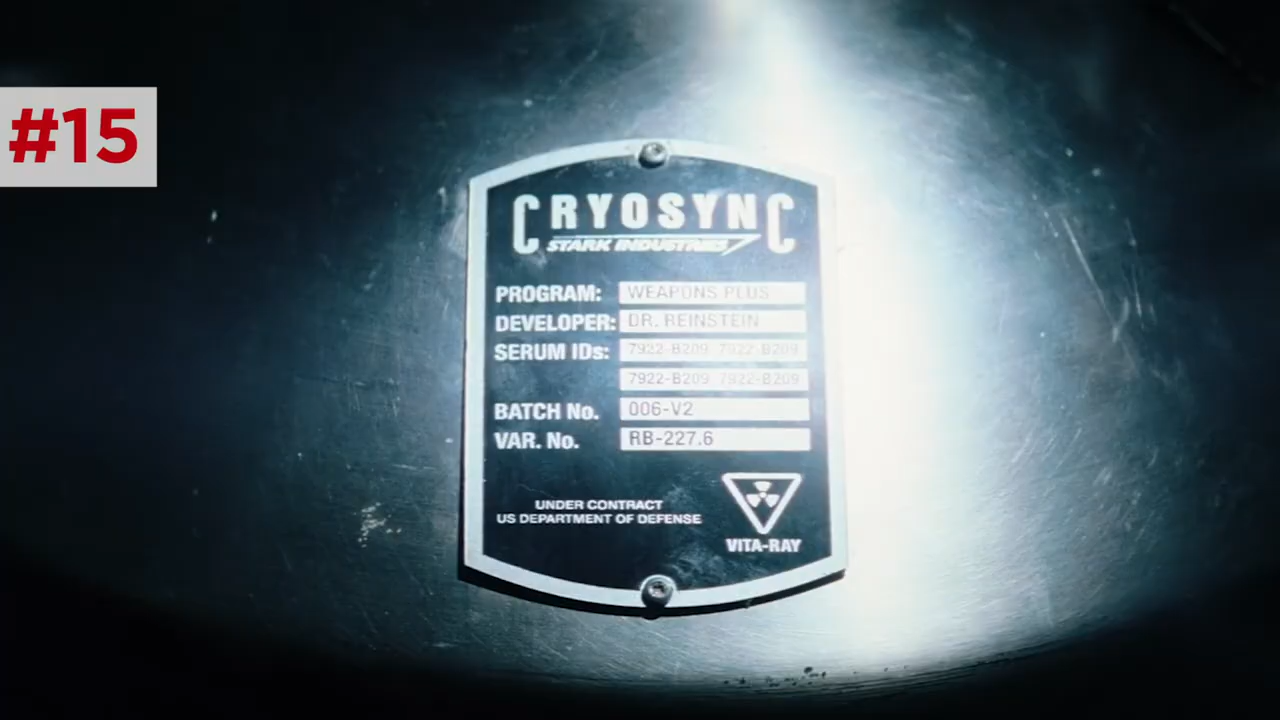 #15
CRYOSYNC
STARK INDUSTRIES
PROGRAM: WEAPONS PLUS
DEVELOPER: DR. REINSTEIN
SERUM IDs: 7922-B209 7922-B209
7922-B209 7922-B209
BATCH No. 006-V2
VAR. No. RB-227.6
UNDER CONTRACT
US DEPARTMENT OF DEFENSE
VITA-RAY